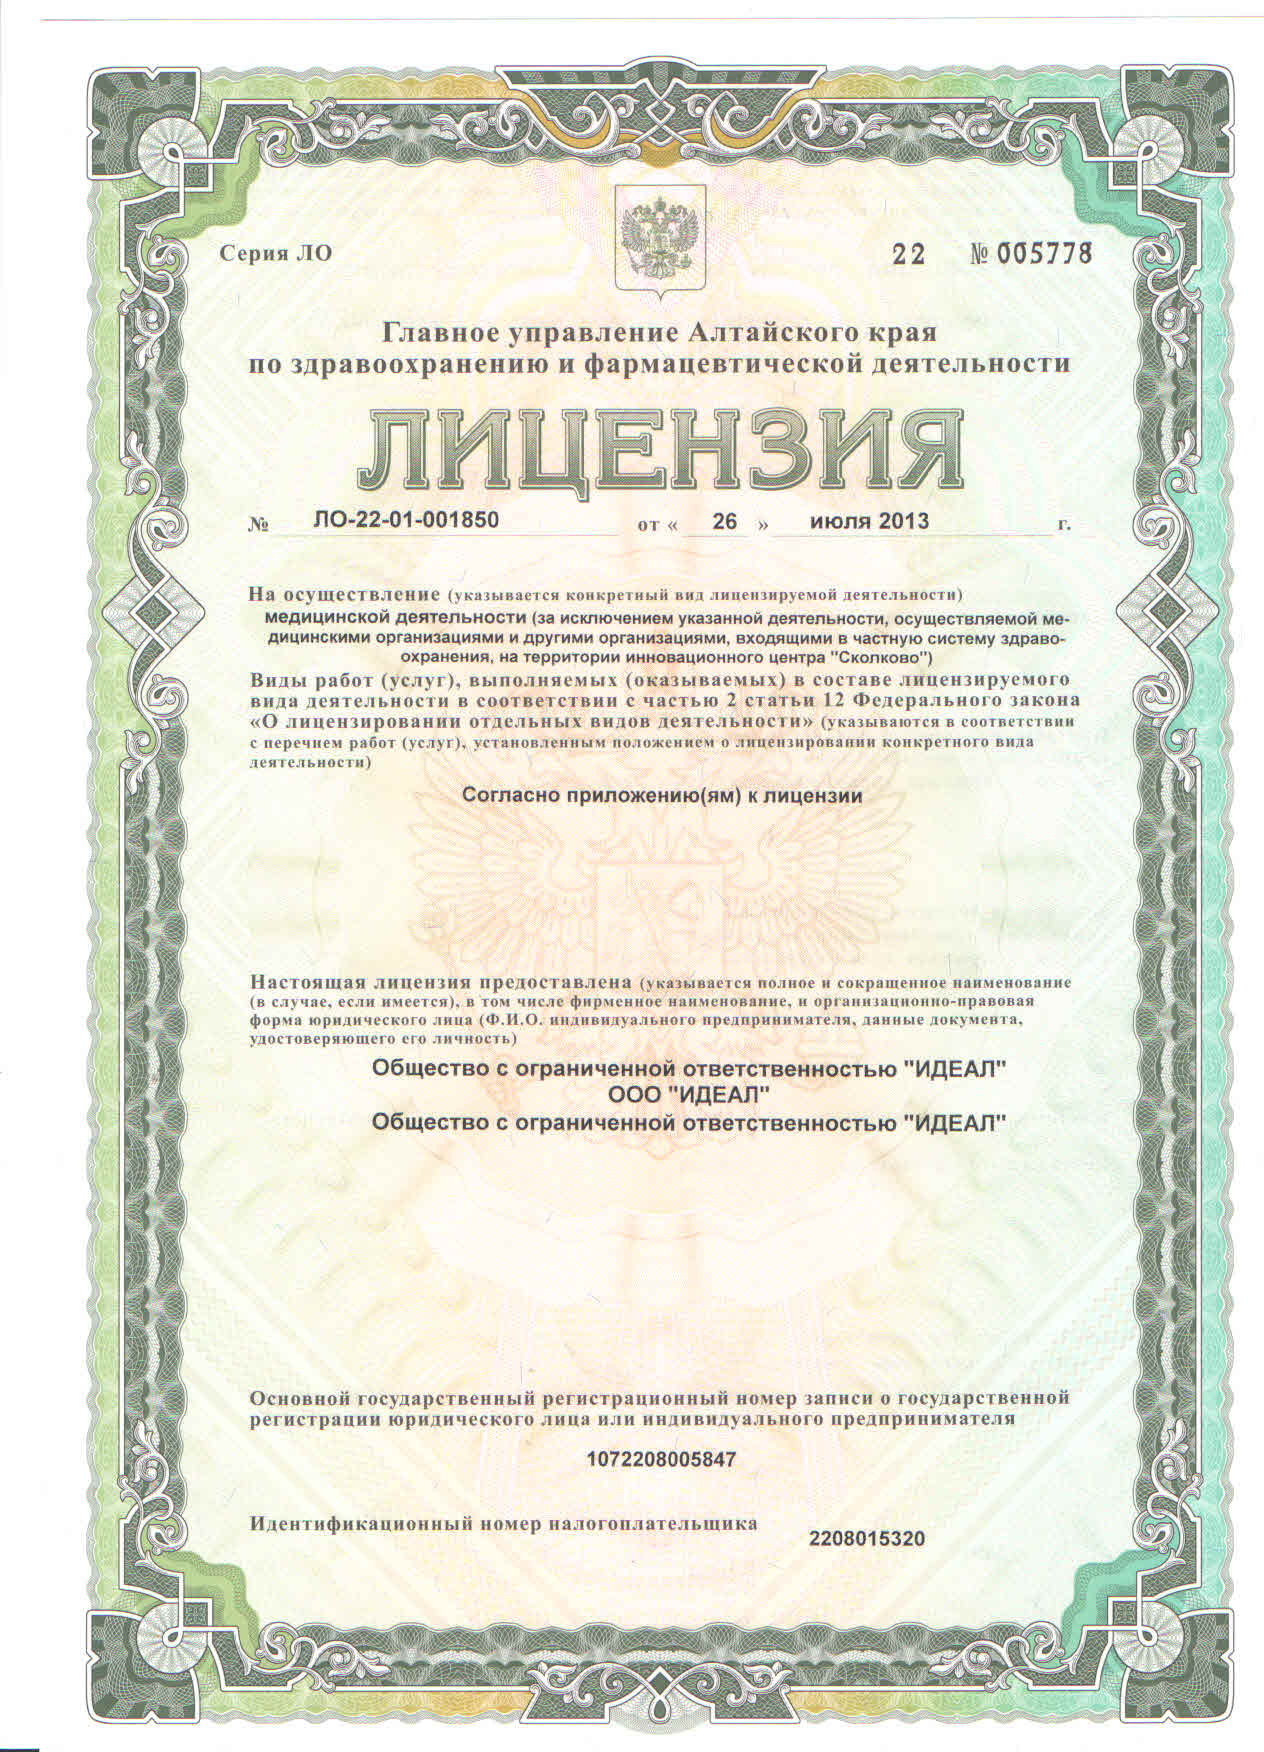 Серия ЛО 22 № 005778
Главное управление Алтайского края
по здравоохранению и фармацевтической деятельности
ЛИЦЕНЗИЯ
№ ЛО-22-01-001850 от « 26 » июля 2013 г.
На осуществление (указывается конкретный вид лицензируемой деятельности)
медицинской деятельности (за исключением указанной деятельности, осуществляемой ме-
дицинскими организациями и другими организациями, входящими в частную систему здраво-
охранения, на территории инновационного центра "Сколково")
Виды работ (услуг), выполняемых (оказываемых) в составе лицензируемого
вида деятельности в соответствии с частью 2 статьи 12 Федерального закона
«О лицензировании отдельных видов деятельности» (указываются в соответствии
с перечнем работ (услуг), установленным положением о лицензировании конкретного вида
деятельности)
Согласно приложению(ям) к лицензии
Настоящая лицензия предоставлена (указывается полное и сокращенное наименование
(в случае, если имеется), в том числе фирменное наименование, и организационно-правовая
форма юридического лица (Ф.И.О. индивидуального предпринимателя, данные документа,
удостоверяющего его личность)
Общество с ограниченной ответственностью "ИДЕАЛ"
ООО "ИДЕАЛ"
Общество с ограниченной ответственностью "ИДЕАЛ"
Основной государственный регистрационный номер записи о государственной
регистрации юридического лица или индивидуального предпринимателя
1072208005847
Идентификационный номер налогоплательщика 2208015320